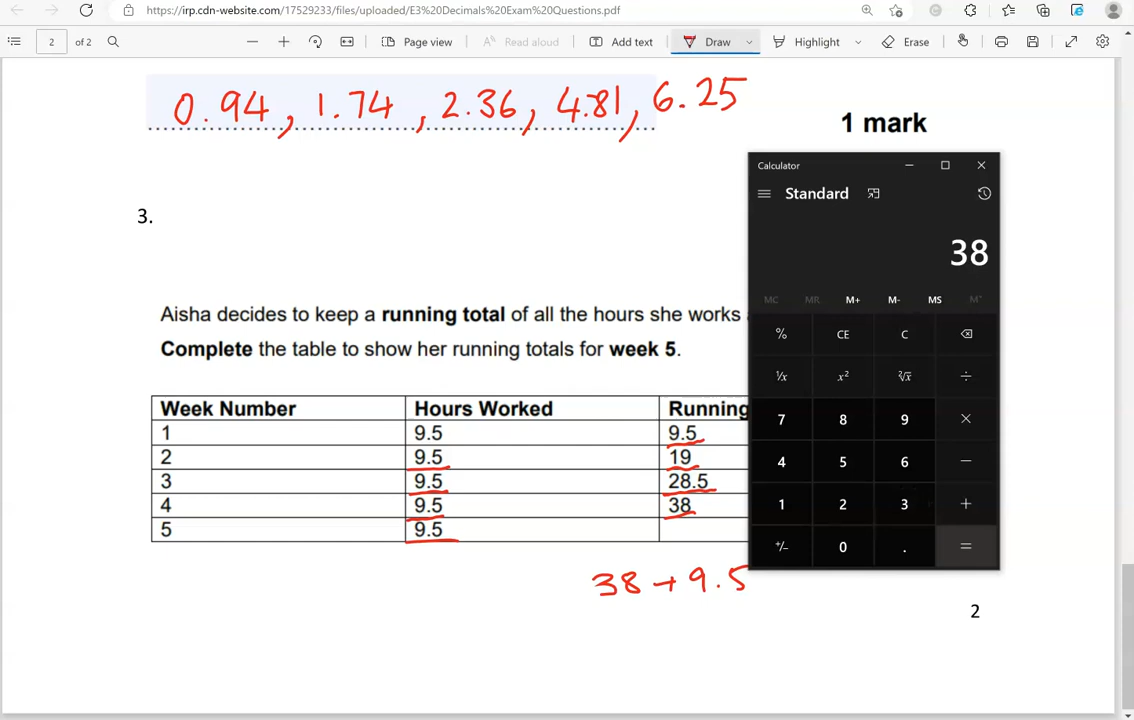 https://irp.cdn-website.com/17529233/files/uploaded/E3%20Decimals%20Exam%20Questions.pdf
2 of 2 Page view Read aloud Add text Draw Highlight Erase
0.94, 1.74, 2.36, 4.81, 6.25
1 mark
3.
Aisha decides to keep a running total of all the hours she works
Complete the table to show her running totals for week 5.
Week Number Hours Worked Running
1 9.5 9.5
2 9.5 19
3 9.5 28.5
4 9.5 38
5 9.5
38 + 9.5
2
Calculator
Standard
38
MC MR M+ M- MS M˅
% CE C
⅟x x² ²√x ÷
7 8 9 ×
4 5 6 −
1 2 3 +
+/− 0 . =